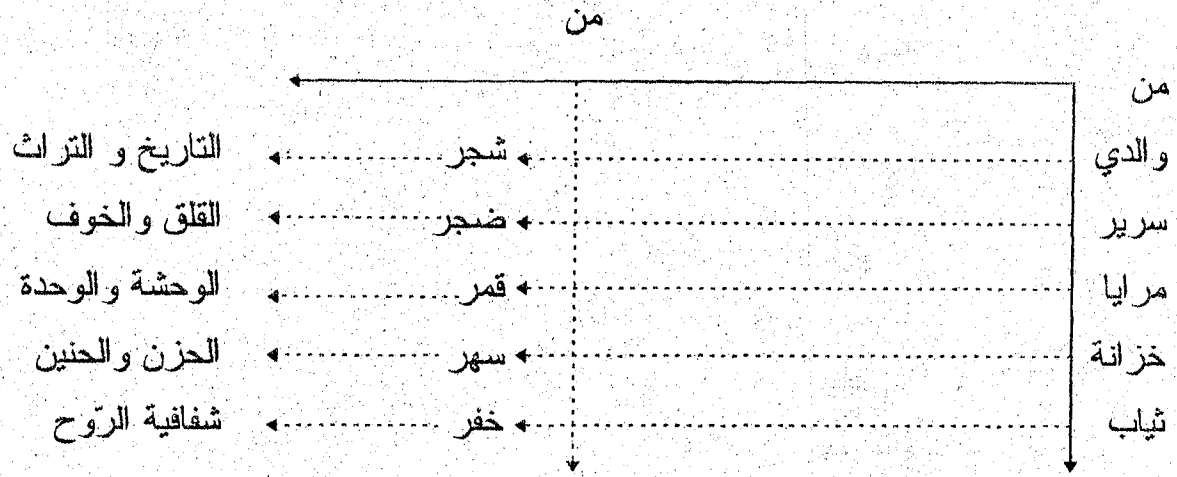 من
من
والدي شجر التاريخ و التراث
سرير ضجر القلق والخوف
مرايا قمر الوحشة والوحدة
خزانة سهر الحزن والحنين
ثياب خفر شفافية الرّوح